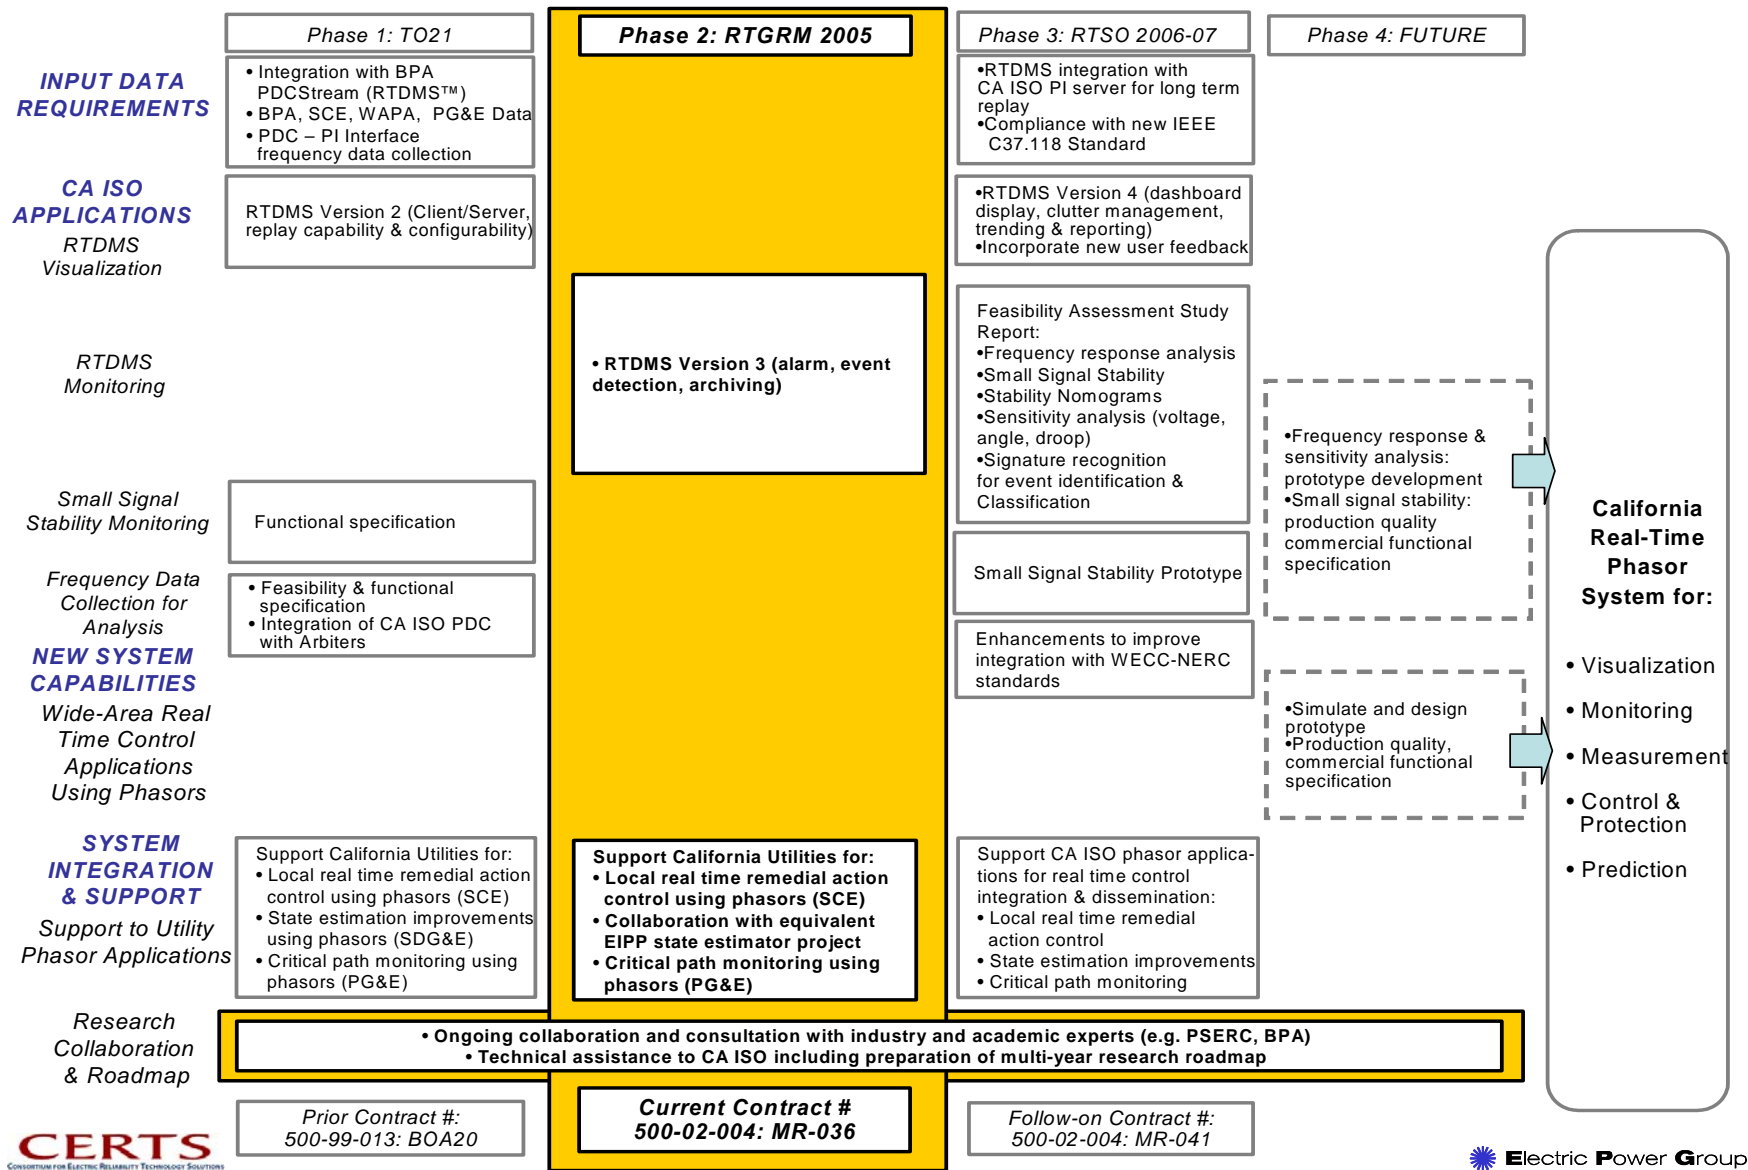 Phase 1: TO21
Phase 2: RTGRM 2005
Phase 3: RTSO 2006-07
Phase 4: FUTURE
INPUT DATA
REQUIREMENTS
• Integration with BPA
PDCStream (RTDMS™)
• BPA, SCE, WAPA, PG&E Data
• PDC – PI Interface
frequency data collection
•RTDMS integration with
CA ISO PI server for long term
replay
•Compliance with new IEEE
C37.118 Standard
CA ISO
APPLICATIONS
RTDMS
Visualization
RTDMS Version 2 (Client/Server,
replay capability & configurability)
•RTDMS Version 4 (dashboard
display, clutter management,
trending & reporting)
•Incorporate new user feedback
RTDMS
Monitoring
• RTDMS Version 3 (alarm, event
detection, archiving)
Feasibility Assessment Study
Report:
•Frequency response analysis
•Small Signal Stability
•Stability Nomograms
•Sensitivity analysis (voltage,
angle, droop)
•Signature recognition
for event identification &
Classification
Small Signal
Stability Monitoring
Functional specification
Small Signal Stability Prototype
•Frequency response &
sensitivity analysis:
prototype development
•Small signal stability:
production quality
commercial functional
specification
Frequency Data
Collection for
Analysis
• Feasibility & functional
specification
• Integration of CA ISO PDC
with Arbiters
Enhancements to improve
integration with WECC-NERC
standards
NEW SYSTEM
CAPABILITIES
Wide-Area Real
Time Control
Applications
Using Phasors
•Simulate and design
prototype
•Production quality,
commercial functional
specification
SYSTEM
INTEGRATION
& SUPPORT
Support to Utility
Phasor Applications
Support California Utilities for:
• Local real time remedial action
control using phasors (SCE)
• State estimation improvements
using phasors (SDG&E)
• Critical path monitoring using
phasors (PG&E)
Support California Utilities for:
• Local real time remedial action
control using phasors (SCE)
• Collaboration with equivalent
EIPP state estimator project
• Critical path monitoring using
phasors (PG&E)
Support CA ISO phasor applica-
tions for real time control
integration & dissemination:
• Local real time remedial
action control
• State estimation improvements
• Critical path monitoring
Research
Collaboration
& Roadmap
• Ongoing collaboration and consultation with industry and academic experts (e.g. PSERC, BPA)
• Technical assistance to CA ISO including preparation of multi-year research roadmap
Prior Contract #:
500-99-013: BOA20
Current Contract #
500-02-004: MR-036
Follow-on Contract #:
500-02-004: MR-041
California
Real-Time
Phasor
System for:
• Visualization
• Monitoring
• Measurement
• Control &
Protection
• Prediction
CERTS
CONSORTIUM FOR ELECTRIC RELIABILITY TECHNOLOGY SOLUTIONS
Electric Power Group